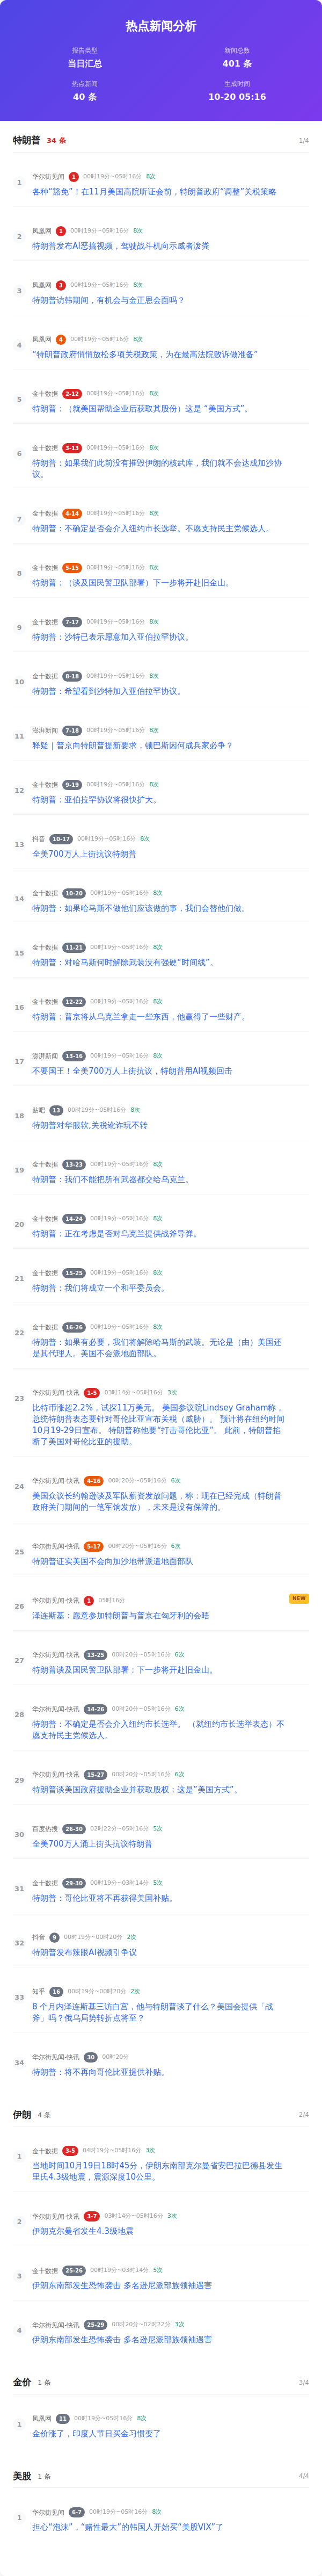 热点新闻分析
报告类型
当日汇总
新闻总数
401 条
热点新闻
40 条
生成时间
10-20 05:16
特朗普 34 条 1/4
1
华尔街见闻 1 00时19分~05时16分 8次
各种“豁免”！在11月美国高院听证会前，特朗普政府“调整”关税策略
2
凤凰网 1 00时19分~05时16分 8次
特朗普发布AI恶搞视频，驾驶战斗机向示威者泼粪
3
凤凰网 3 00时19分~05时16分 8次
特朗普访韩期间，有机会与金正恩会面吗？
4
凤凰网 4 00时19分~05时16分 8次
“特朗普政府悄悄放松多项关税政策，为在最高法院败诉做准备”
5
金十数据 2-12 00时19分~05时16分 8次
特朗普：（就美国帮助企业后获取其股份）这是 “美国方式”。
6
金十数据 3-13 00时19分~05时16分 8次
特朗普：如果我们此前没有摧毁伊朗的核武库，我们就不会达成加沙协
议。
7
金十数据 4-14 00时19分~05时16分 8次
特朗普：不确定是否会介入纽约市长选举。不愿支持民主党候选人。
8
金十数据 5-15 00时19分~05时16分 8次
特朗普：（谈及国民警卫队部署）下一步将开赴旧金山。
9
金十数据 7-17 00时19分~05时16分 8次
特朗普：沙特已表示愿意加入亚伯拉罕协议。
10
金十数据 8-18 00时19分~05时16分 8次
特朗普：希望看到沙特加入亚伯拉罕协议。
11
澎湃新闻 7-18 00时19分~05时16分 8次
释疑｜普京向特朗普提新要求，顿巴斯因何成兵家必争？
12
金十数据 9-19 00时19分~05时16分 8次
特朗普：亚伯拉罕协议将很快扩大。
13
抖音 10-17 00时19分~05时16分 8次
全美700万人上街抗议特朗普
14
金十数据 10-20 00时19分~05时16分 8次
特朗普：如果哈马斯不做他们应该做的事，我们会替他们做。
15
金十数据 11-21 00时19分~05时16分 8次
特朗普：对哈马斯何时解除武装没有强硬“时间线”。
16
金十数据 12-22 00时19分~05时16分 8次
特朗普：普京将从乌克兰拿走一些东西，他赢得了一些财产。
17
澎湃新闻 13-16 00时19分~05时16分 8次
不要国王！全美700万人上街抗议，特朗普用AI视频回击
18
贴吧 13 00时19分~05时16分 8次
特朗普对华服软,关税讹诈玩不转
19
金十数据 13-23 00时19分~05时16分 8次
特朗普：我们不能把所有武器都交给乌克兰。
20
金十数据 14-24 00时19分~05时16分 8次
特朗普：正在考虑是否对乌克兰提供战斧导弹。
21
金十数据 15-25 00时19分~05时16分 8次
特朗普：我们将成立一个和平委员会。
22
金十数据 16-26 00时19分~05时16分 8次
特朗普：如果有必要，我们将解除哈马斯的武装。无论是（由）美国还
是其代理人。美国不会派地面部队。
23
华尔街见闻-快讯 1-5 03时14分~05时16分 3次
比特币涨超2.2%，试探11万美元。 美国参议院Lindsey Graham称，
总统特朗普表态要针对哥伦比亚宣布关税（威胁）。 预计将在纽约时间
10月19-29日宣布。 特朗普称他要“打击哥伦比亚”。 此前，特朗普掐
断了美国对哥伦比亚的援助。
24
华尔街见闻-快讯 4-16 00时20分~05时16分 6次
美国众议长约翰逊谈及军队薪资发放问题，称：现在已经完成（特朗普
政府关门期间的一笔军饷发放），未来是没有保障的。
25
华尔街见闻-快讯 5-17 00时20分~05时16分 6次
特朗普证实美国不会向加沙地带派遣地面部队
26
华尔街见闻-快讯 1 05时16分 NEW
泽连斯基：愿意参加特朗普与普京在匈牙利的会晤
27
华尔街见闻-快讯 13-25 00时20分~05时16分 6次
特朗普谈及国民警卫队部署：下一步将开赴旧金山。
28
华尔街见闻-快讯 14-26 00时20分~05时16分 6次
特朗普：不确定是否会介入纽约市长选举。 （就纽约市长选举表态）不
愿支持民主党候选人。
29
华尔街见闻-快讯 15-27 00时20分~05时16分 6次
特朗普谈美国政府援助企业并获取股权：这是“美国方式”。
30
百度热搜 26-30 02时22分~05时16分 5次
全美700万人涌上街头抗议特朗普
31
金十数据 29-30 00时19分~03时14分 5次
特朗普：哥伦比亚将不再获得美国补贴。
32
抖音 9 00时19分~00时20分 2次
特朗普发布辣眼AI视频引争议
33
知乎 16 00时19分~00时20分 2次
8 个月内泽连斯基三访白宫，他与特朗普谈了什么？美国会提供「战
斧」吗？俄乌局势转折点将至？
34
华尔街见闻-快讯 30 00时20分
特朗普：将不再向哥伦比亚提供补贴。
伊朗 4 条 2/4
1
金十数据 3-5 04时19分~05时16分 3次
当地时间10月19日18时45分，伊朗东南部克尔曼省安巴拉巴德县发生
里氏4.3级地震，震源深度10公里。
2
华尔街见闻-快讯 3-7 03时14分~05时16分 3次
伊朗克尔曼省发生4.3级地震
3
金十数据 25-26 00时19分~03时14分 5次
伊朗东南部发生恐怖袭击 多名逊尼派部族领袖遇害
4
华尔街见闻-快讯 25-29 00时20分~02时22分 3次
伊朗东南部发生恐怖袭击 多名逊尼派部族领袖遇害
金价 1 条 3/4
1
凤凰网 11 00时19分~05时16分 8次
金价涨了，印度人节日买金习惯变了
美股 1 条 4/4
1
华尔街见闻 6-7 00时19分~05时16分 8次
担心“泡沫”，“赌性最大”的韩国人开始买“美股VIX”了